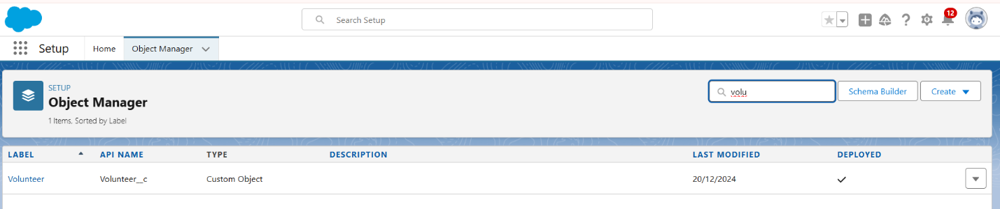 Search Setup
12
Setup
Home
Object Manager
SETUP
Object Manager
1 Items, Sorted by Label
volu
Schema Builder
Create
LABEL API NAME TYPE DESCRIPTION LAST MODIFIED DEPLOYED
Volunteer Volunteer__c Custom Object 20/12/2024